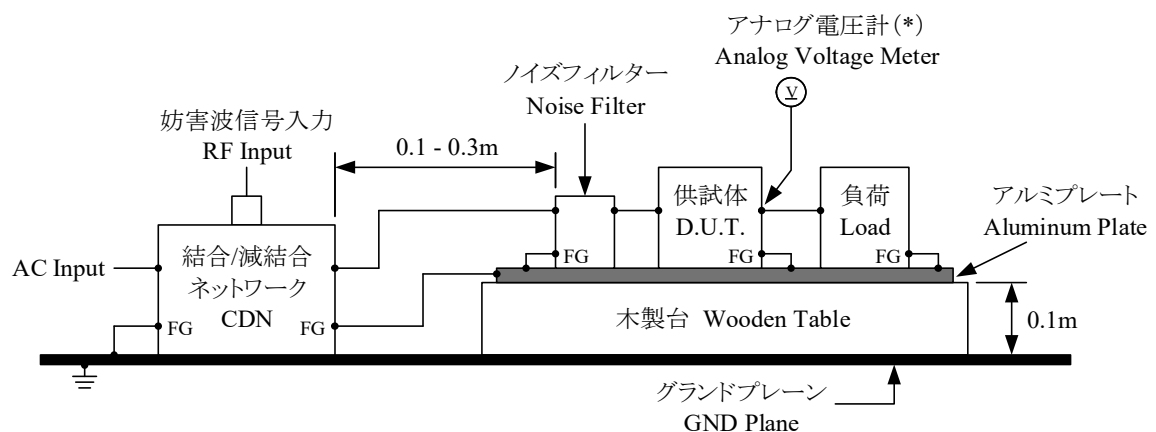 アナログ電圧計(*)
Analog Voltage Meter
V
ノイズフィルター
Noise Filter
妨害波信号入力
RF Input
0.1 - 0.3m
供試体
D.U.T.
負荷
Load
アルミプレート
Aluminum Plate
AC Input
結合/減結合
ネットワーク
CDN
FG
FG
FG
FG
FG
木製台 Wooden Table
0.1m
グランドプレーン
GND Plane